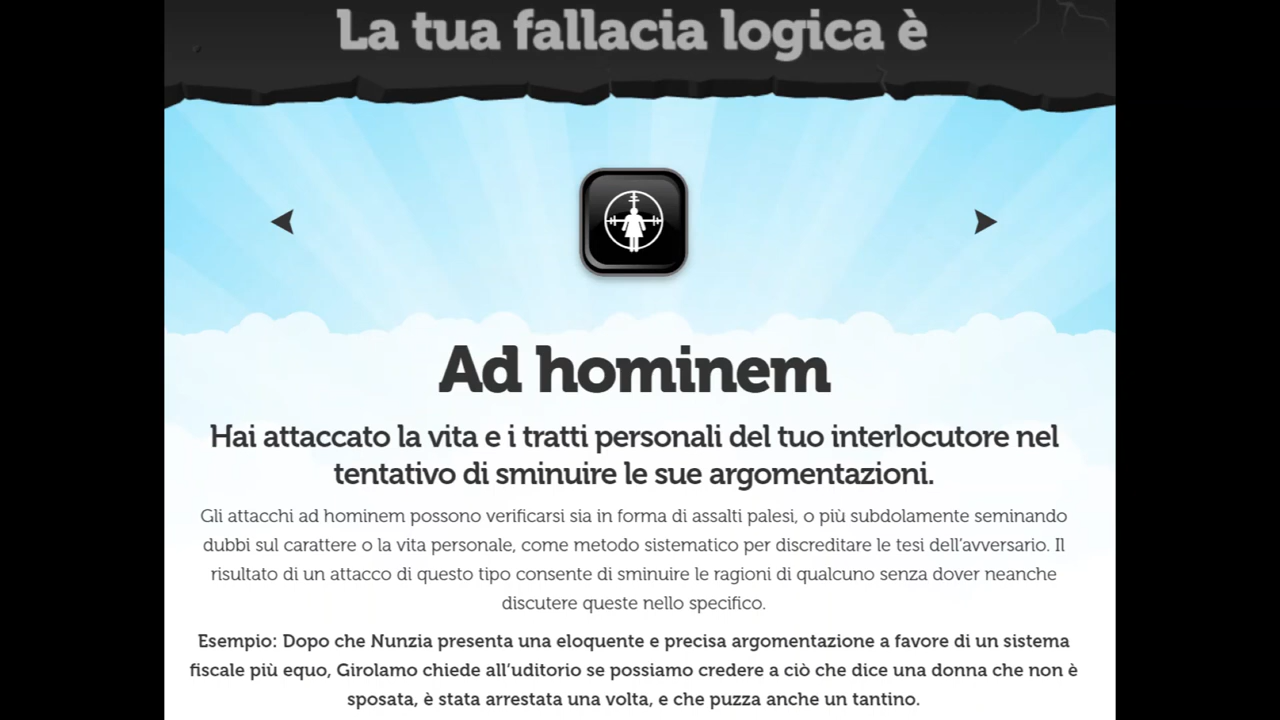 La tua fallacia logica è
Ad hominem
Hai attaccato la vita e i tratti personali del tuo interlocutore nel
tentativo di sminuire le sue argomentazioni.
Gli attacchi ad hominem possono verificarsi sia in forma di assalti palesi, o più subdolamente seminando
dubbi sul carattere o la vita personale, come metodo sistematico per discreditare le tesi dell'avversario. Il
risultato di un attacco di questo tipo consente di sminuire le ragioni di qualcuno senza dover neanche
discutere queste nello specifico.
Esempio: Dopo che Nunzia presenta una eloquente e precisa argomentazione a favore di un sistema
fiscale più equo, Girolamo chiede all’uditorio se possiamo credere a ciò che dice una donna che non è
sposata, è stata arrestata una volta, e che puzza anche un tantino.